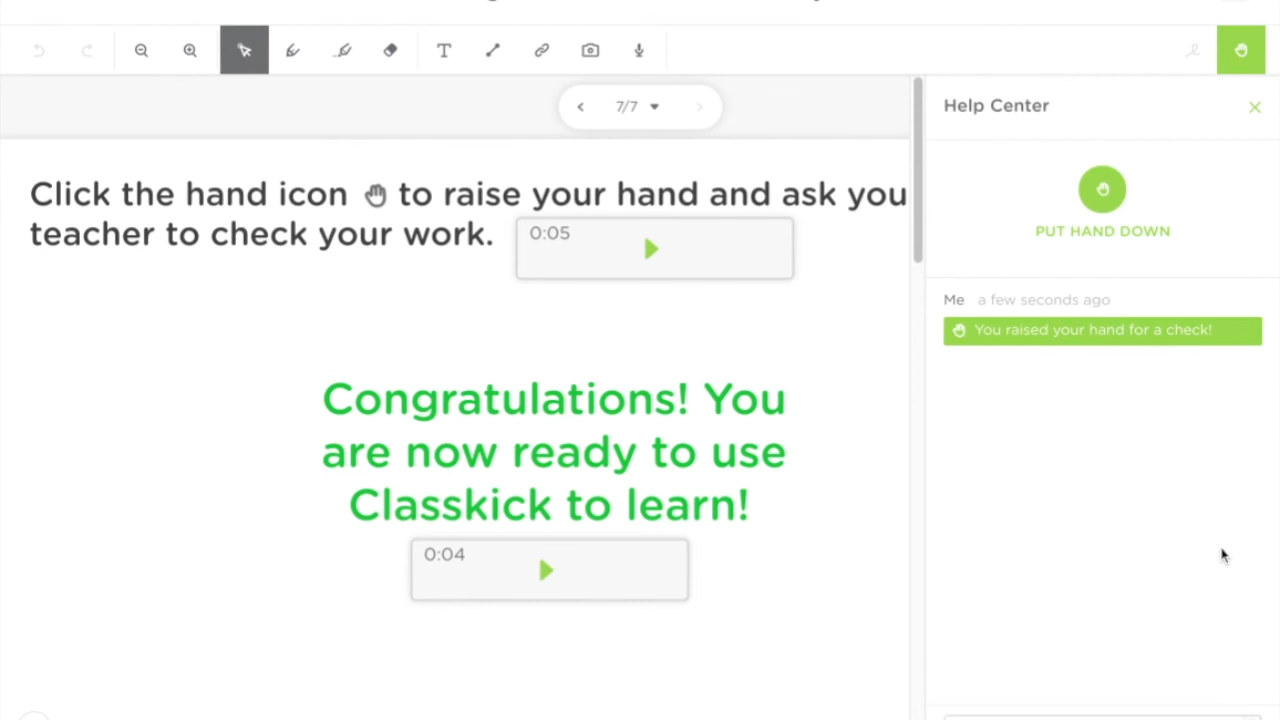 7/7
Help Center
Click the hand icon to raise your hand and ask you
teacher to check your work.
0:05
PUT HAND DOWN
Me a few seconds ago
You raised your hand for a check!
Congratulations! You
are now ready to use
Classkick to learn!
0:04